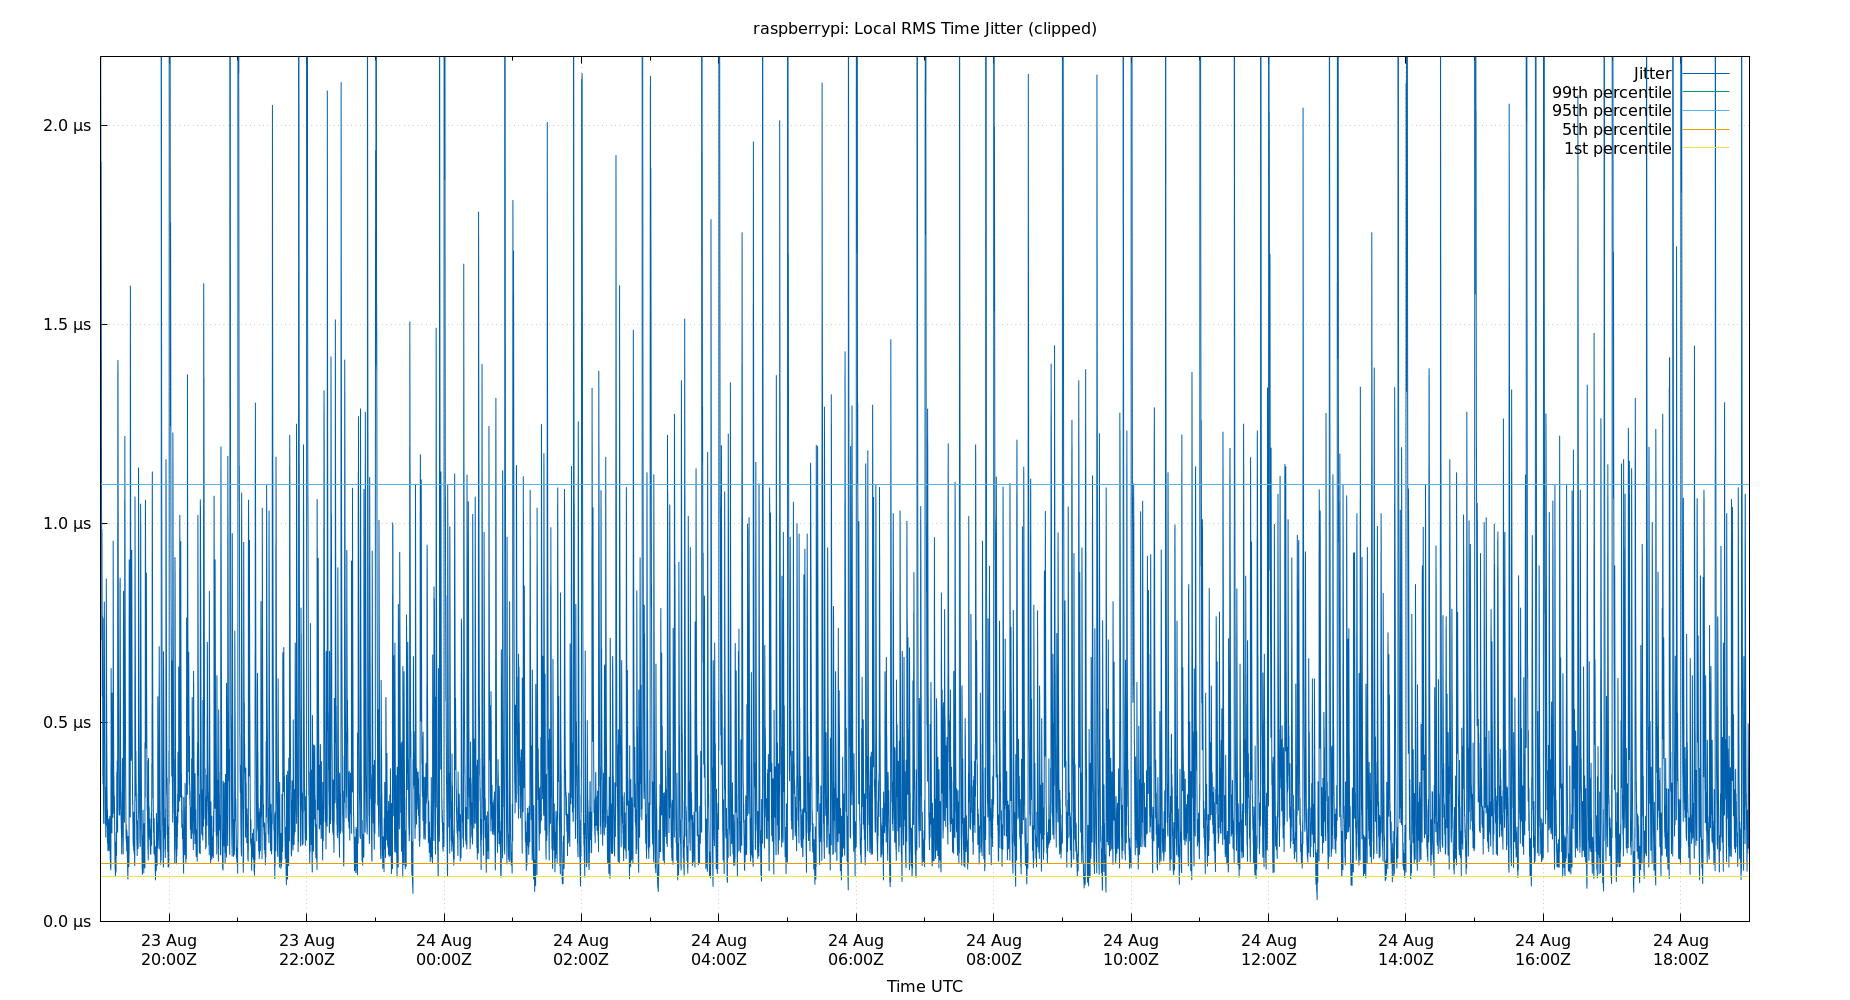 raspberrypi: Local RMS Time Jitter (clipped)
Jitter
99th percentile
95th percentile
5th percentile
1st percentile
2.0 µs
1.5 µs
1.0 µs
0.5 µs
0.0 µs
23 Aug 23 Aug 24 Aug 24 Aug 24 Aug 24 Aug 24 Aug 24 Aug 24 Aug 24 Aug 24 Aug 24 Aug
20:00Z 22:00Z 00:00Z 02:00Z 04:00Z 06:00Z 08:00Z 10:00Z 12:00Z 14:00Z 16:00Z 18:00Z
Time UTC